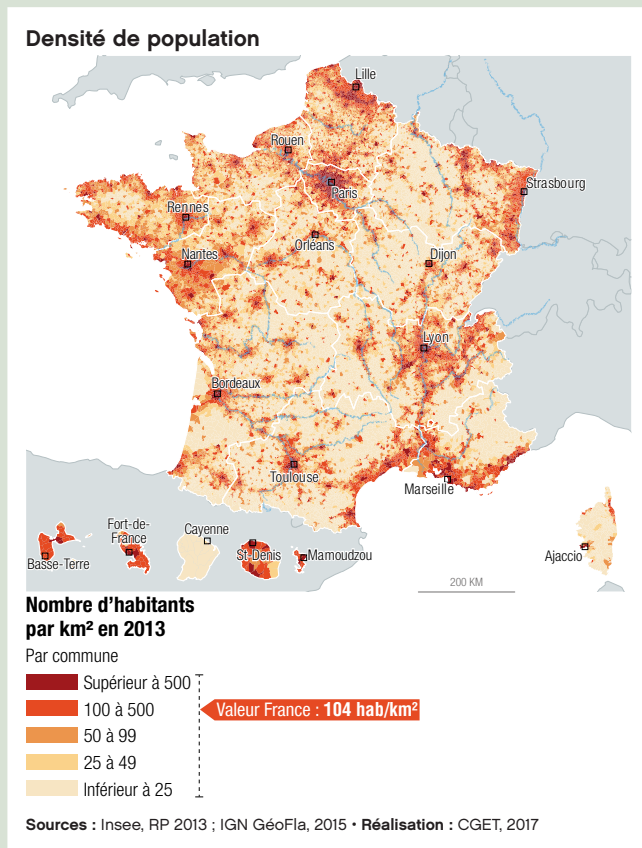 Densité de population
Lille
Rouen
Paris
Strasbourg
Rennes
Orléans
Nantes
Dijon
Lyon
Bordeaux
Toulouse
Marseille
Fort-de-
France
Cayenne
Basse-Terre
St-Denis
Mamoudzou
Ajaccio
200 KM
Nombre d’habitants
par km² en 2013
Par commune
Supérieur à 500
100 à 500
Valeur France : 104 hab/km²
50 à 99
25 à 49
Inférieur à 25
Sources : Insee, RP 2013 ; IGN GéoFla, 2015 • Réalisation : CGET, 2017